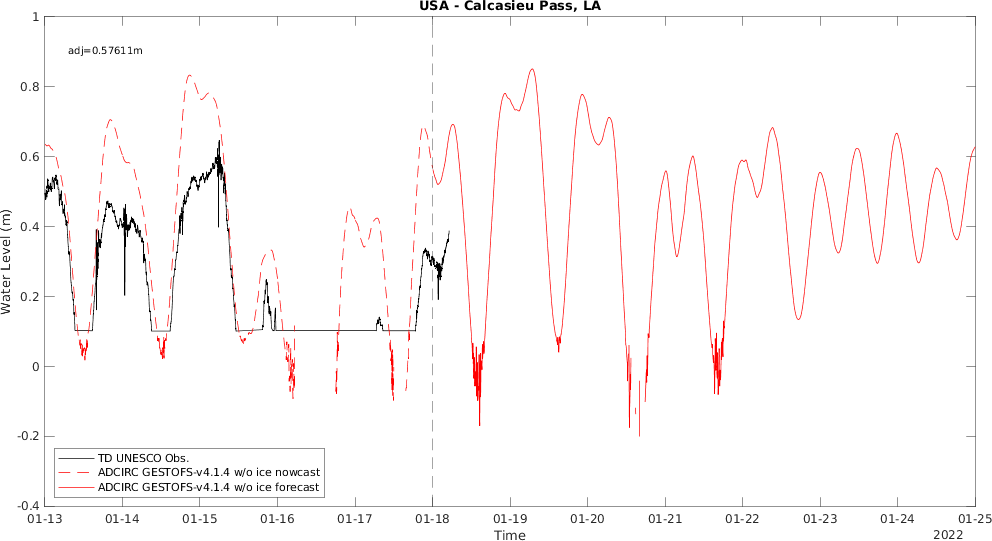 USA - Calcasieu Pass, LA
adj=0.57611m
Water Level (m)
1
0.8
0.6
0.4
0.2
0
-0.2
-0.4
TD UNESCO Obs.
ADCIRC GESTOFS-v4.1.4 w/o ice nowcast
ADCIRC GESTOFS-v4.1.4 w/o ice forecast
01-13 01-14 01-15 01-16 01-17 01-18 01-19 01-20 01-21 01-22 01-23 01-24 01-25
Time
2022